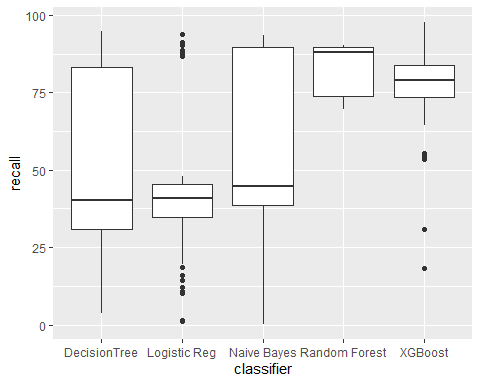 100
75
50
25
0
recall
DecisionTree Logistic Reg Naive Bayes Random Forest XGBoost
classifier